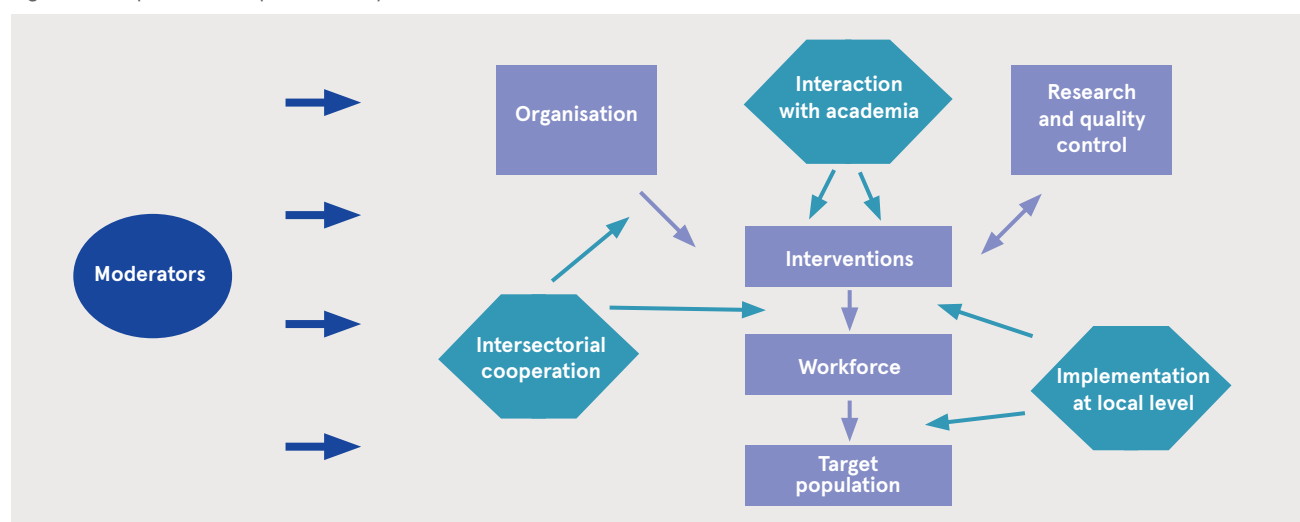 Interaction
with academia
Organisation
Research
and quality
control
Interventions
Moderators
Intersectorial
cooperation
Workforce
Implementation
at local level
Target
population